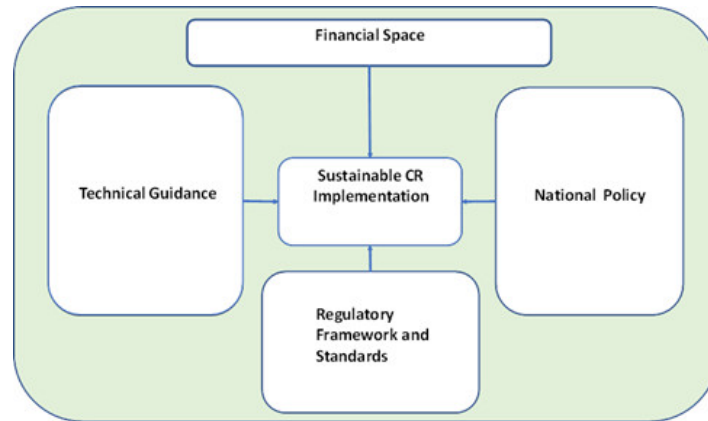 Financial Space
Technical Guidance
Sustainable CR
Implementation
National Policy
Regulatory
Framework and
Standards